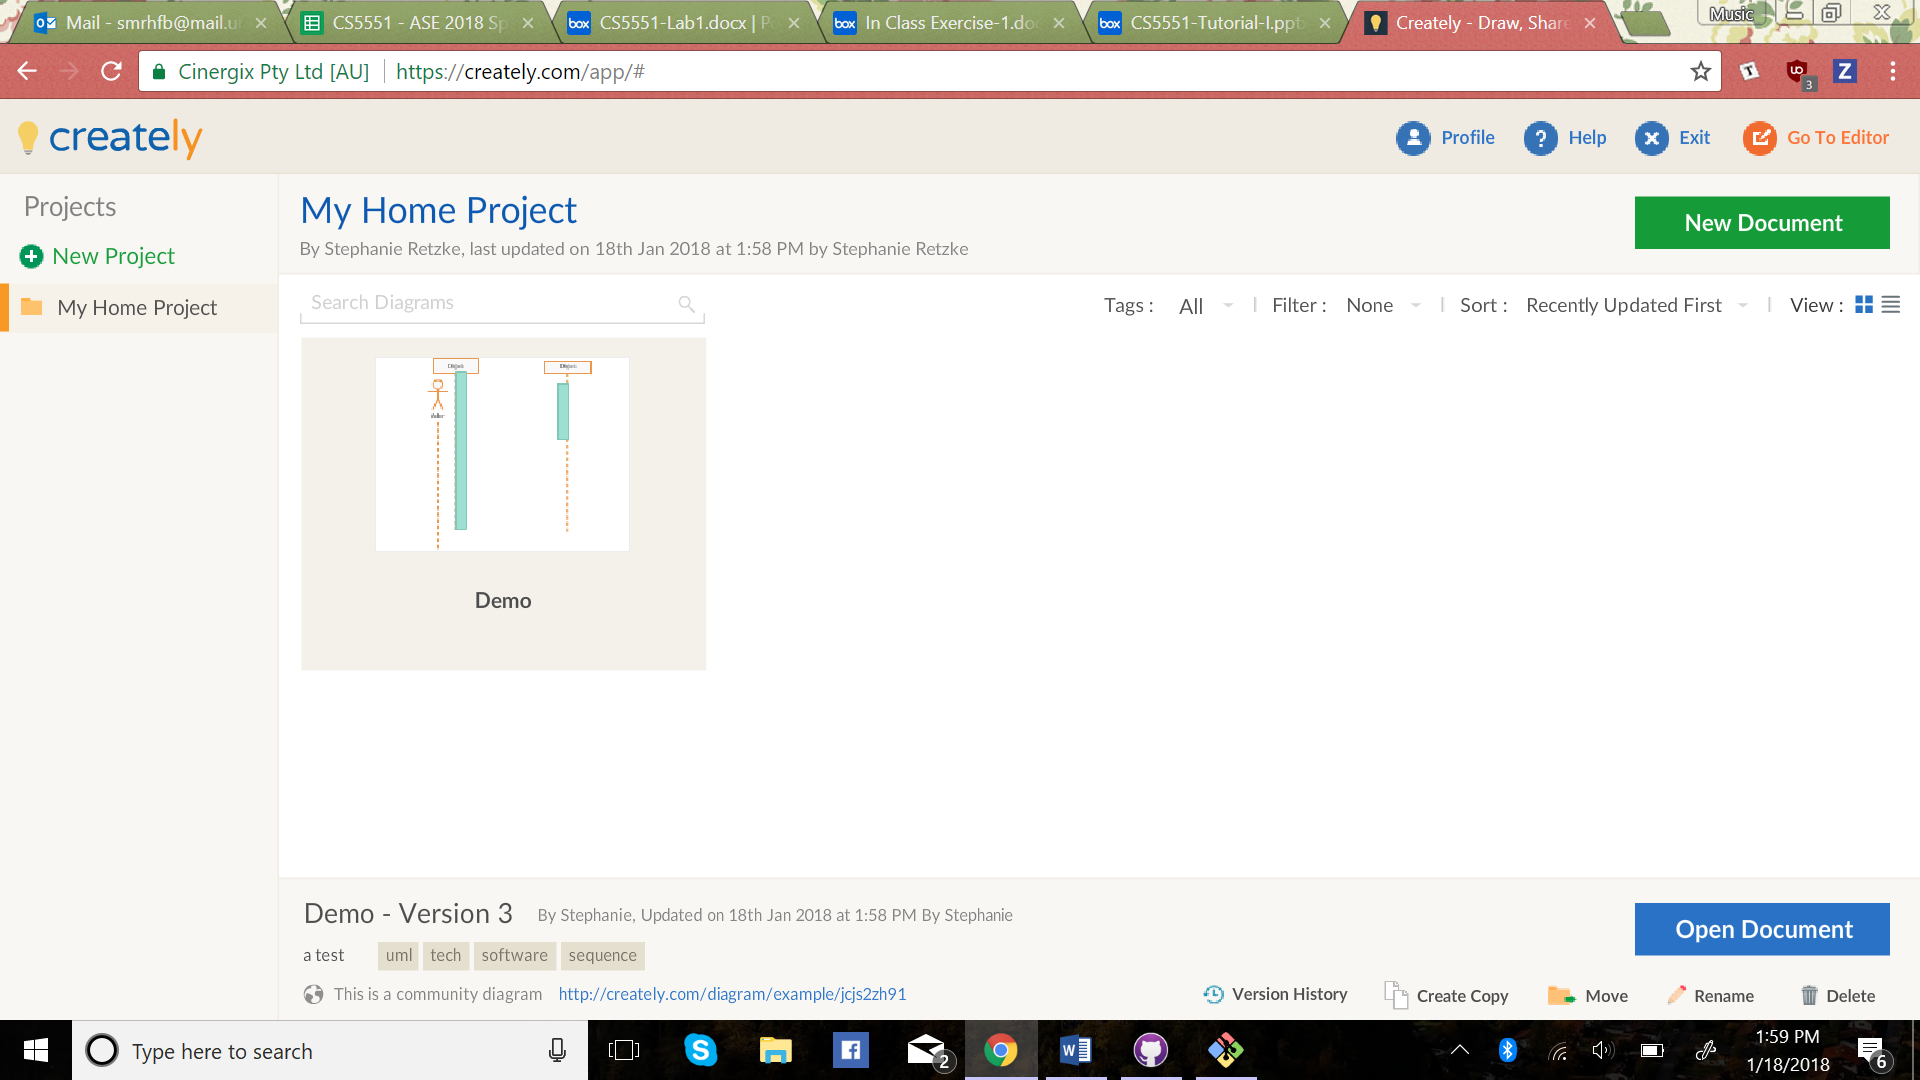 Mail - smrhfb@mail.u
CS5551 - ASE 2018 Sp
box CS5551-Lab1.docx | P
box In Class Exercise-1.do
box CS5551-Tutorial-I.ppt
Creately - Draw, Share
Music
Cinergix Pty Ltd [AU] https://creately.com/app/#
3
creately
Profile
? Help
Exit
Go To Editor
Projects
New Project
My Home Project
My Home Project
By Stephanie Retzke, last updated on 18th Jan 2018 at 1:58 PM by Stephanie Retzke
New Document
Search Diagrams
Tags : All | Filter : None | Sort : Recently Updated First | View :
Demo
Demo - Version 3 By Stephanie, Updated on 18th Jan 2018 at 1:58 PM By Stephanie
Open Document
a test uml tech software sequence
This is a community diagram http://creately.com/diagram/example/jcjs2zh91
Version History Create Copy Move Rename Delete
Type here to search
2
1:59 PM
1/18/2018
6